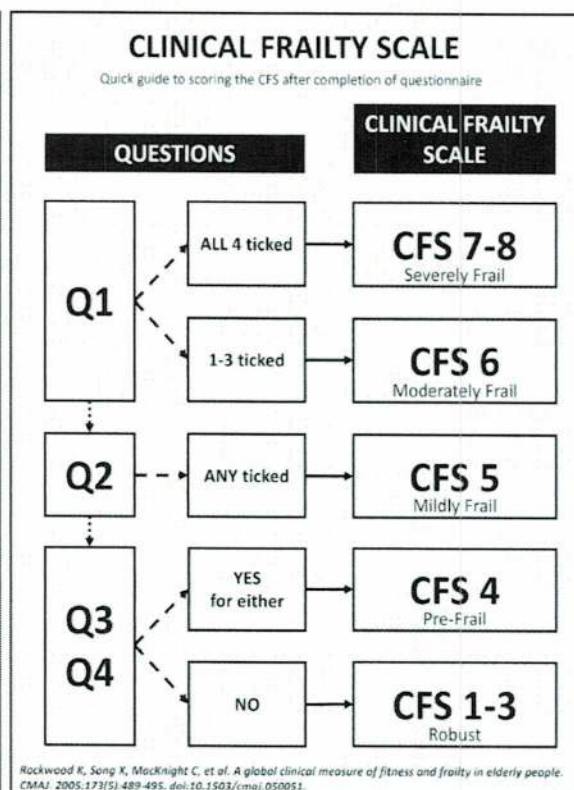 CLINICAL FRAILTY SCALE
Quick guide to scoring the CFS after completion of questionnaire
QUESTIONS
CLINICAL FRAILTY
SCALE
Q1
ALL 4 ticked
CFS 7-8
Severely Frail
1-3 ticked
CFS 6
Moderately Frail
Q2
ANY ticked
CFS 5
Mildly Frail
Q3
Q4
YES
for either
CFS 4
Pre-Frail
NO
CFS 1-3
Robust
Rockwood K, Song X, MacKnight C, et al. A global clinical measure of fitness and frailty in elderly people.
CMAJ. 2005;173(5):489-495. doi:10.1503/cmaj.050051.